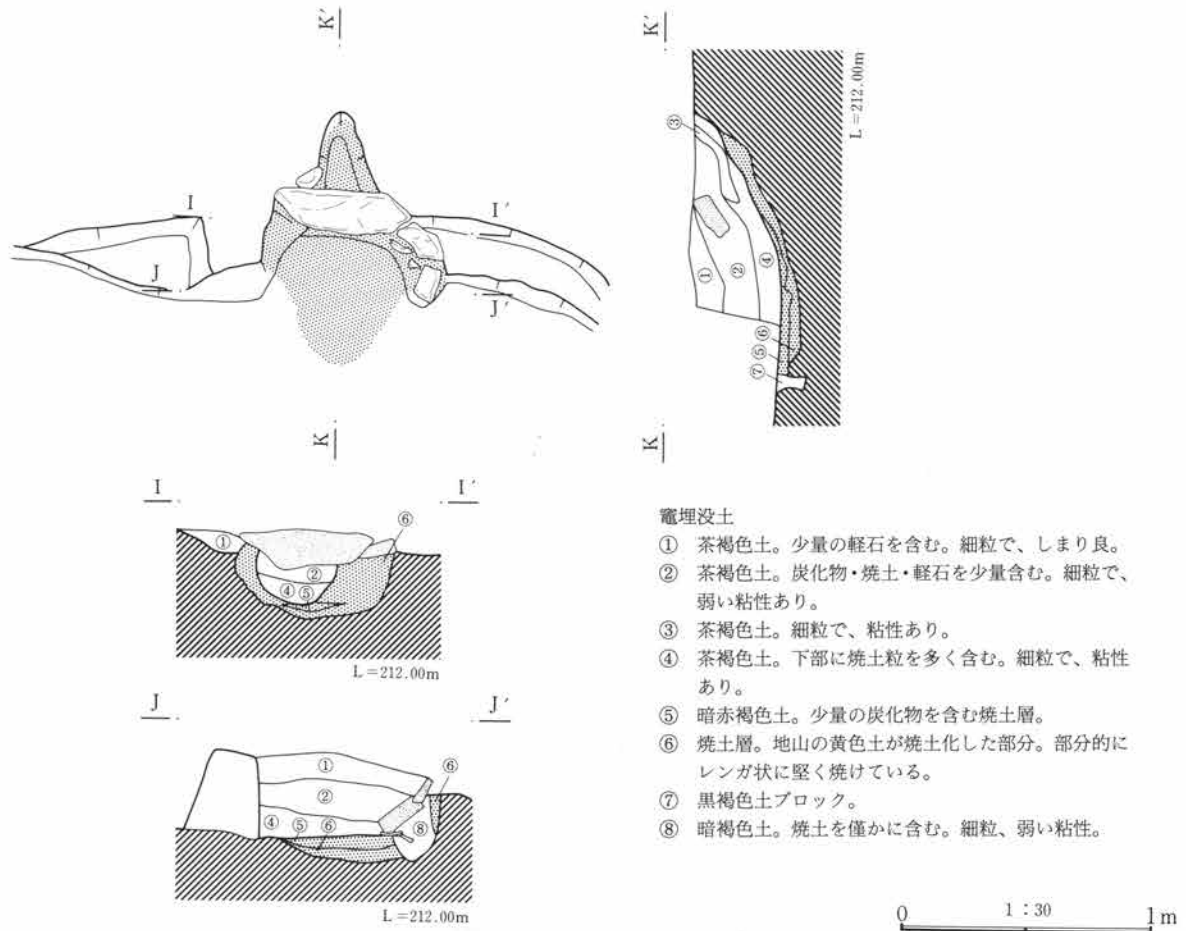 K′
K′
L＝212.00m
③
①
②
④
⑥
⑤
⑦
I
I′
J
J′
K
K
I
I′
①
⑥
②
④⑤
L＝212.00m
J
J′
①
⑥
②
④ ⑤ ⑥
⑧
L＝212.00m
竈埋没土
① 茶褐色土。少量の軽石を含む。細粒で、しまり良。
② 茶褐色土。炭化物・焼土・軽石を少量含む。細粒で、
弱い粘性あり。
③ 茶褐色土。細粒で、粘性あり。
④ 茶褐色土。下部に焼土粒を多く含む。細粒で、粘性
あり。
⑤ 暗赤褐色土。少量の炭化物を含む焼土層。
⑥ 焼土層。地山の黄色土が焼土化した部分。部分的に
レンガ状に堅く焼けている。
⑦ 黒褐色土ブロック。
⑧ 暗褐色土。焼土を僅かに含む。細粒、弱い粘性。
0 1：30 1m